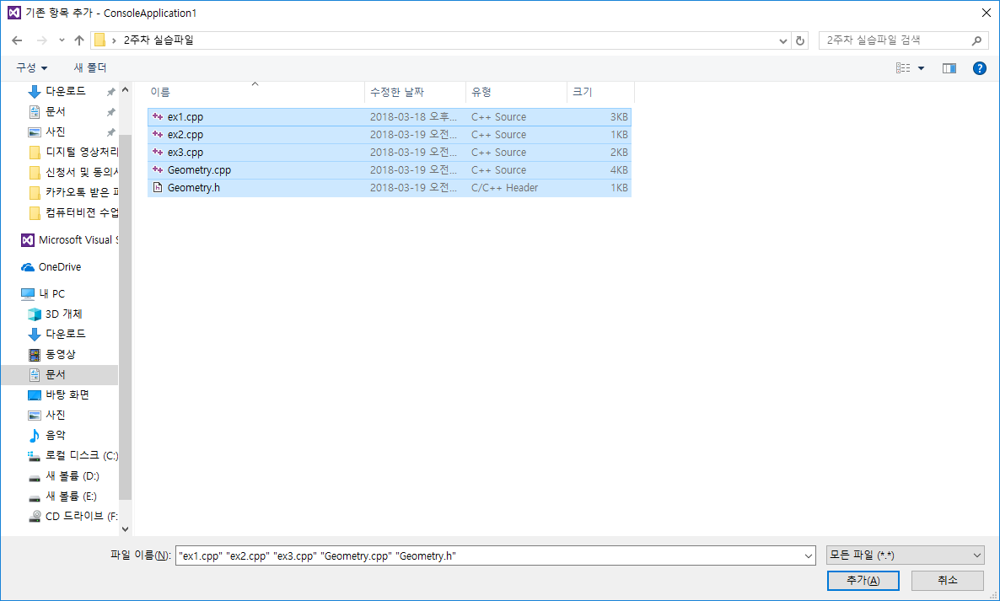 기존 항목 추가 - ConsoleApplication1
2주차 실습파일
2주차 실습파일 검색
구성
새 폴더
다운로드
문서
사진
디지털 영상처리
신청서 및 동의서
카카오톡 받은 파
컴퓨터비젼 수업
Microsoft Visual S
OneDrive
내 PC
3D 개체
다운로드
동영상
문서
바탕 화면
사진
음악
로컬 디스크 (C:)
새 볼륨 (D:)
새 볼륨 (E:)
CD 드라이브 (F:
이름 수정한 날짜 유형 크기
ex1.cpp 2018-03-18 오후... C++ Source 3KB
ex2.cpp 2018-03-19 오전... C++ Source 1KB
ex3.cpp 2018-03-19 오전... C++ Source 2KB
Geometry.cpp 2018-03-19 오전... C++ Source 4KB
Geometry.h 2018-03-19 오전... C/C++ Header 1KB
파일 이름(N): "ex1.cpp" "ex2.cpp" "ex3.cpp" "Geometry.cpp" "Geometry.h"
모든 파일 (*.*)
추가(A)
취소